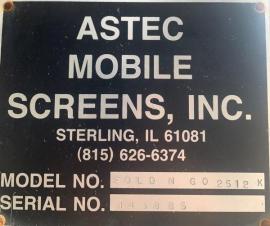 ASTEC
MOBILE
SCREENS, INC.
STERLING, IL 61081
(815) 626-6374
MODEL NO. FOLD N GO 2512 K
SERIAL NO.